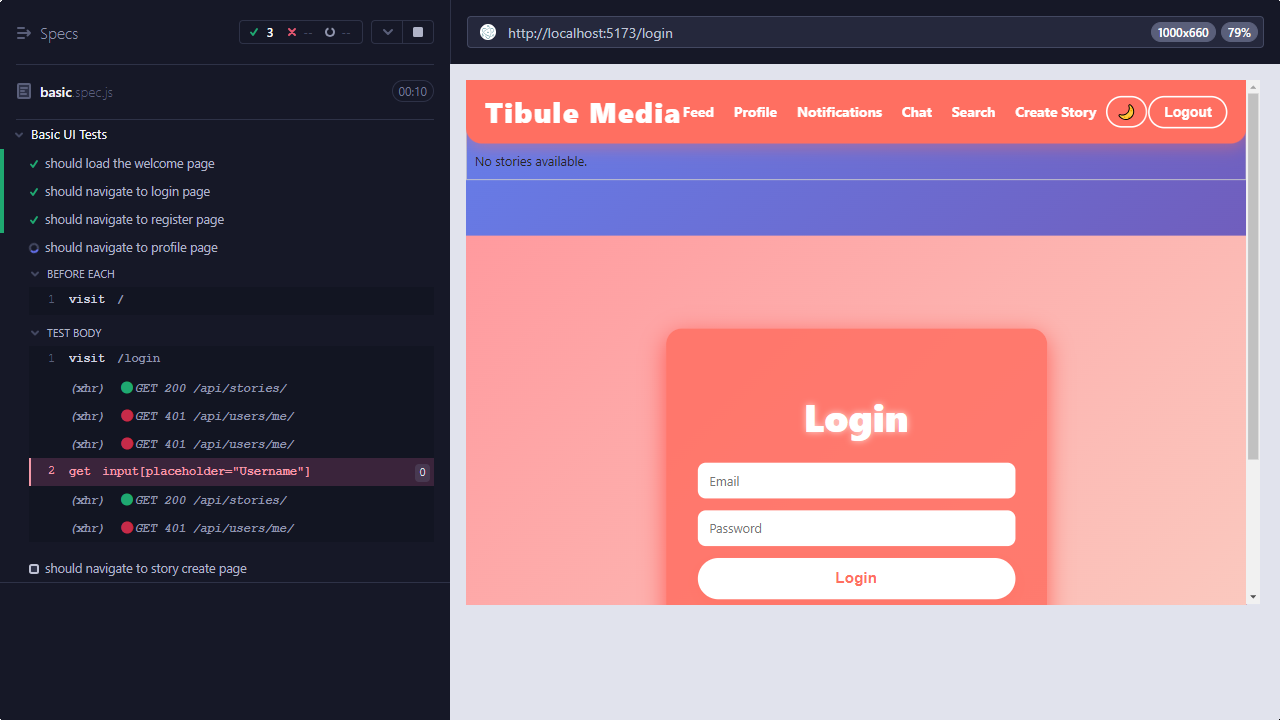 Specs
3 -- --
basic.spec.js 00:10
Basic UI Tests
should load the welcome page
should navigate to login page
should navigate to register page
should navigate to profile page
BEFORE EACH
1 visit /
TEST BODY
1 visit /login
(xhr) GET 200 /api/stories/
(xhr) GET 401 /api/users/me/
(xhr) GET 401 /api/users/me/
2 get input[placeholder="Username"] 0
(xhr) GET 200 /api/stories/
(xhr) GET 401 /api/users/me/
should navigate to story create page
http://localhost:5173/login 1000x660 79%
Tibule Media Feed Profile Notifications Chat Search Create Story 🌙 Logout
No stories available.
Login
Email
Password
Login